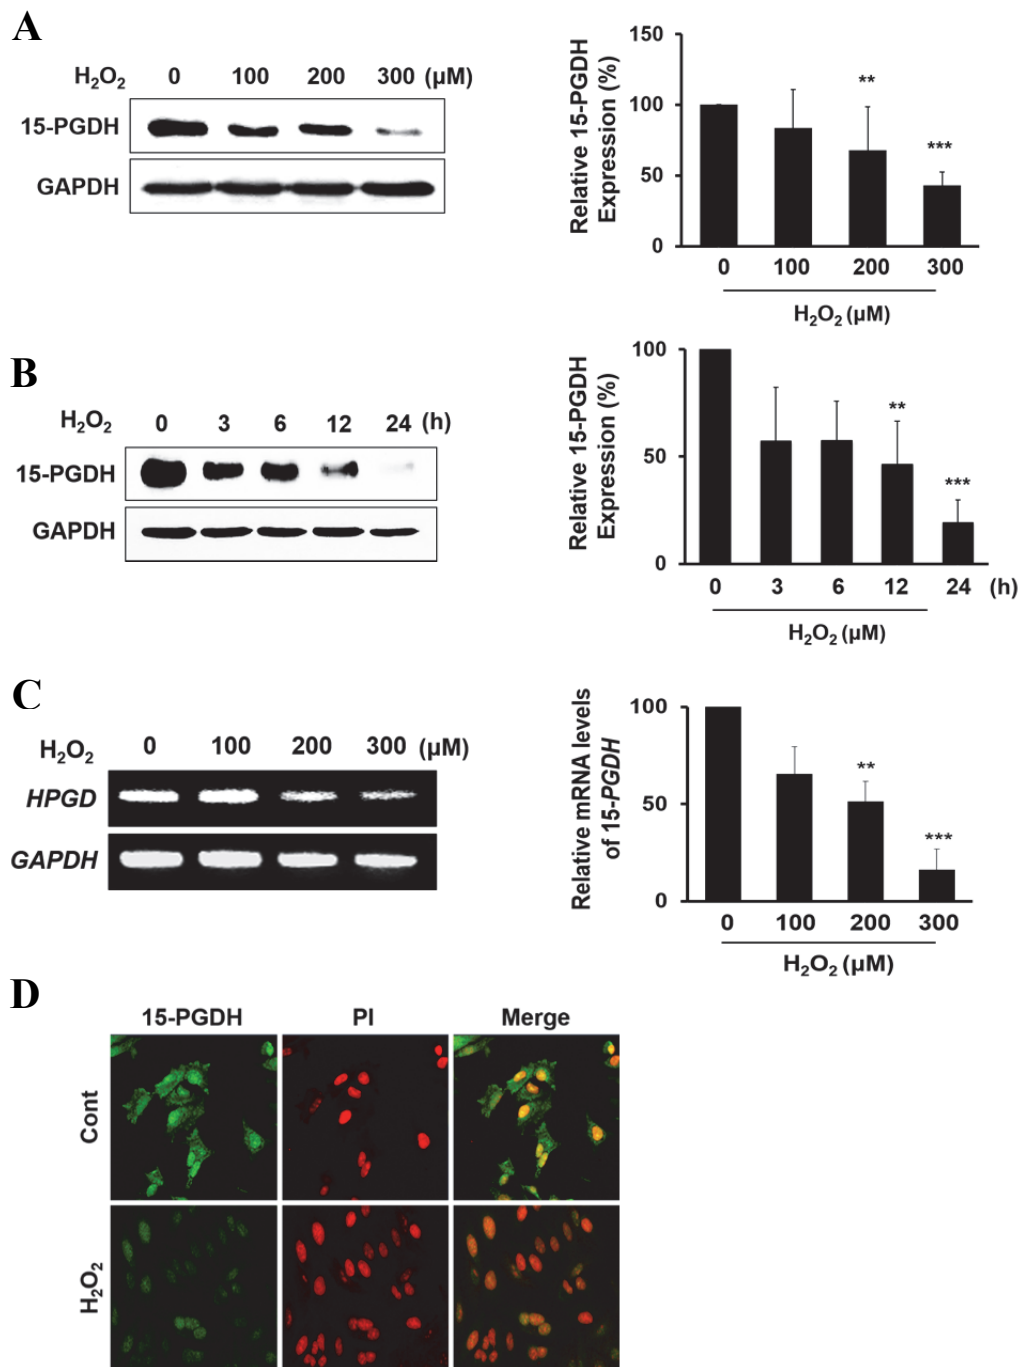 A
H₂O₂ 0 100 200 300 (μM)
15-PGDH
GAPDH
Relative 15-PGDH
Expression (%)
150
100
50
0
**
***
0 100 200 300
H₂O₂ (μM)
B
H₂O₂ 0 3 6 12 24 (h)
15-PGDH
GAPDH
Relative 15-PGDH
Expression (%)
100
50
0
**
***
0 3 6 12 24 (h)
H₂O₂ (μM)
C
H₂O₂ 0 100 200 300 (μM)
HPGD
GAPDH
Relative mRNA levels
of 15-PGDH
100
50
0
**
***
0 100 200 300
H₂O₂ (μM)
D
15-PGDH PI Merge
Cont
H₂O₂